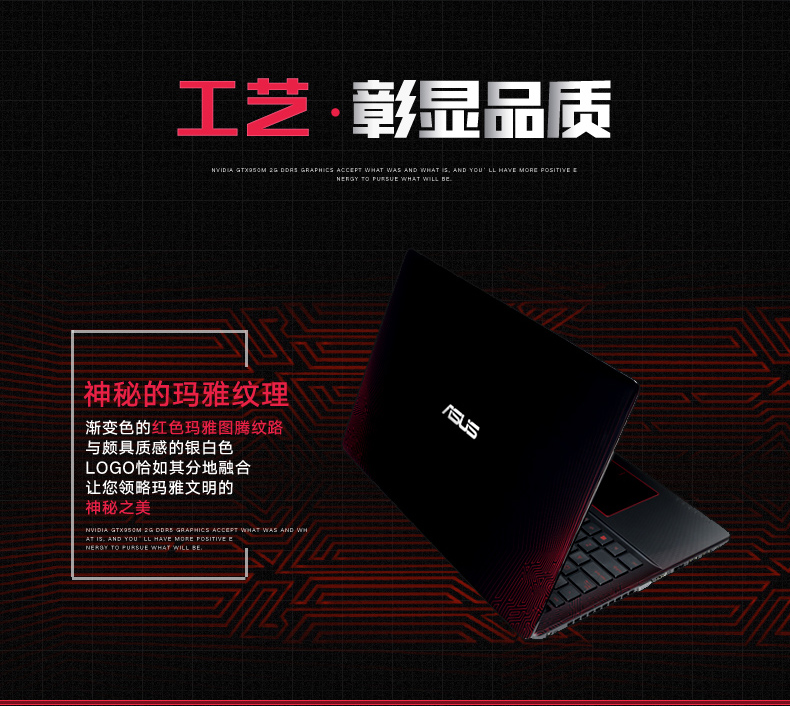 工艺·彰显品质
NVIDIA GTX950M 2G DDR5 GRAPHICS ACCEPT WHAT WAS AND WHAT IS, AND YOU' LL HAVE MORE POSITIVE E
NERGY TO PURSUE WHAT WILL BE.
ASUS
神秘的玛雅纹理
渐变色的红色玛雅图腾纹路
与颇具质感的银白色
LOGO恰如其分地融合
让您领略玛雅文明的
神秘之美
NVIDIA GTX950M 2G DDR5 GRAPHICS ACCEPT WHAT WAS AND WH
AT IS, AND YOU' LL HAVE MORE POSITIVE E
NERGY TO PURSUE WHAT WILL BE.